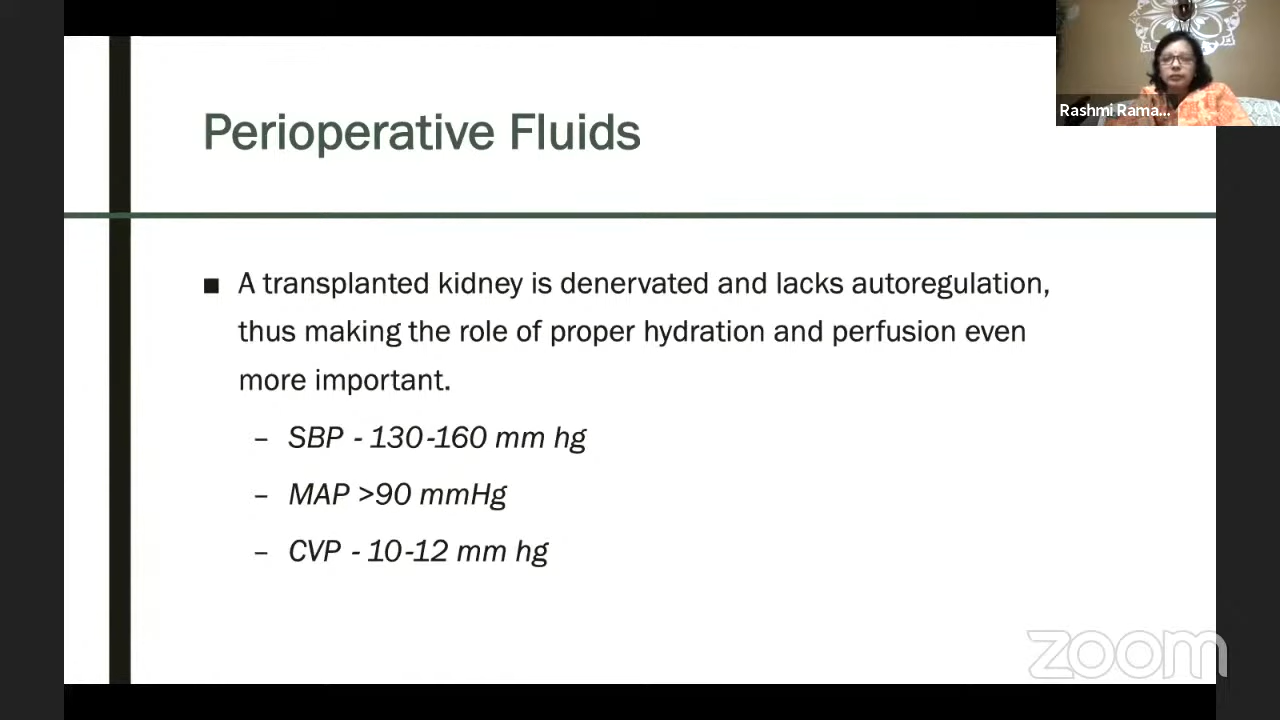 Rashmi Rama...
Perioperative Fluids
■ A transplanted kidney is denervated and lacks autoregulation,
thus making the role of proper hydration and perfusion even
more important.
– SBP - 130-160 mm hg
– MAP >90 mmHg
– CVP - 10-12 mm hg
zoom